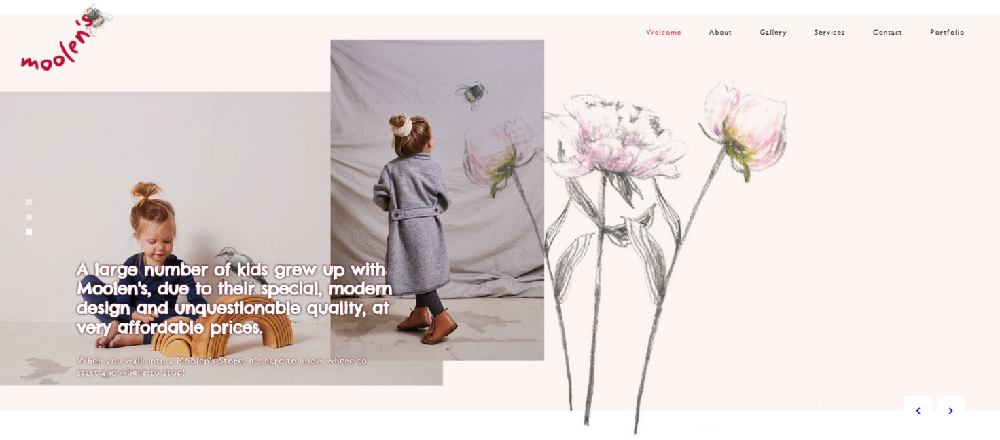 moolen's
Welcome About Gallery Services Contact Portfolio
A large number of kids grew up with
Moolen's, due to their special, modern
design and unquestionable quality, at
very affordable prices.
When you walk into a Moolen's Store, it's hard to know where to
start and where to stop!